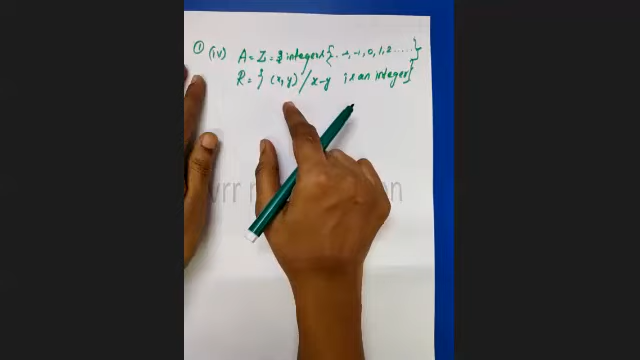 ① (iv) A = Z = integers {.. -2, -1, 0, 1, 2 .....}
R = { (x, y) / x-y is an integer}